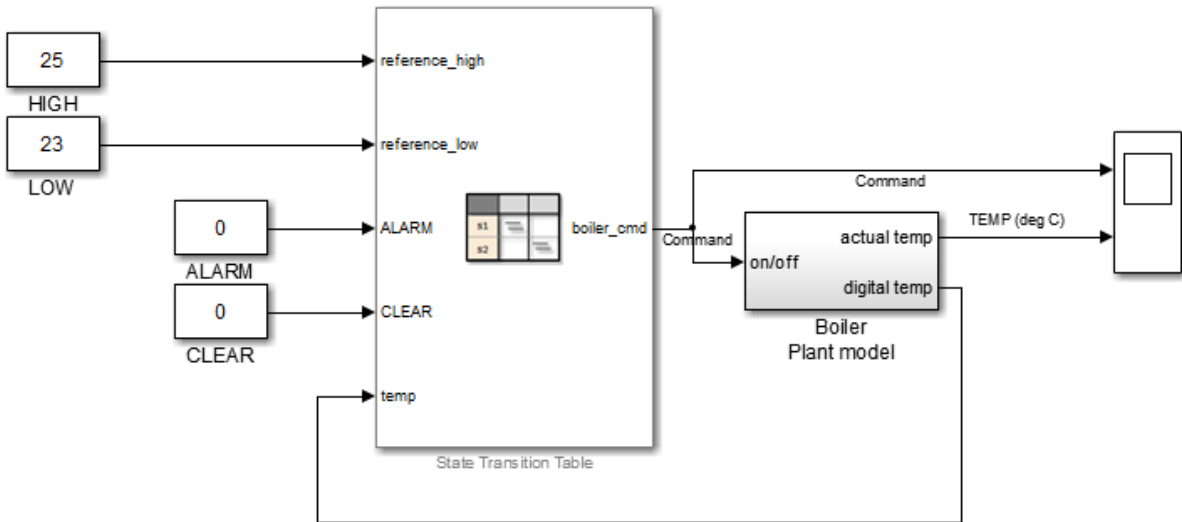 25
HIGH
reference_high
23
LOW
reference_low
0
ALARM
ALARM
0
CLEAR
CLEAR
temp
s1
s2
boiler_cmd
State Transition Table
Command
Command
on/off
actual temp
digital temp
Boiler
Plant model
TEMP (deg C)